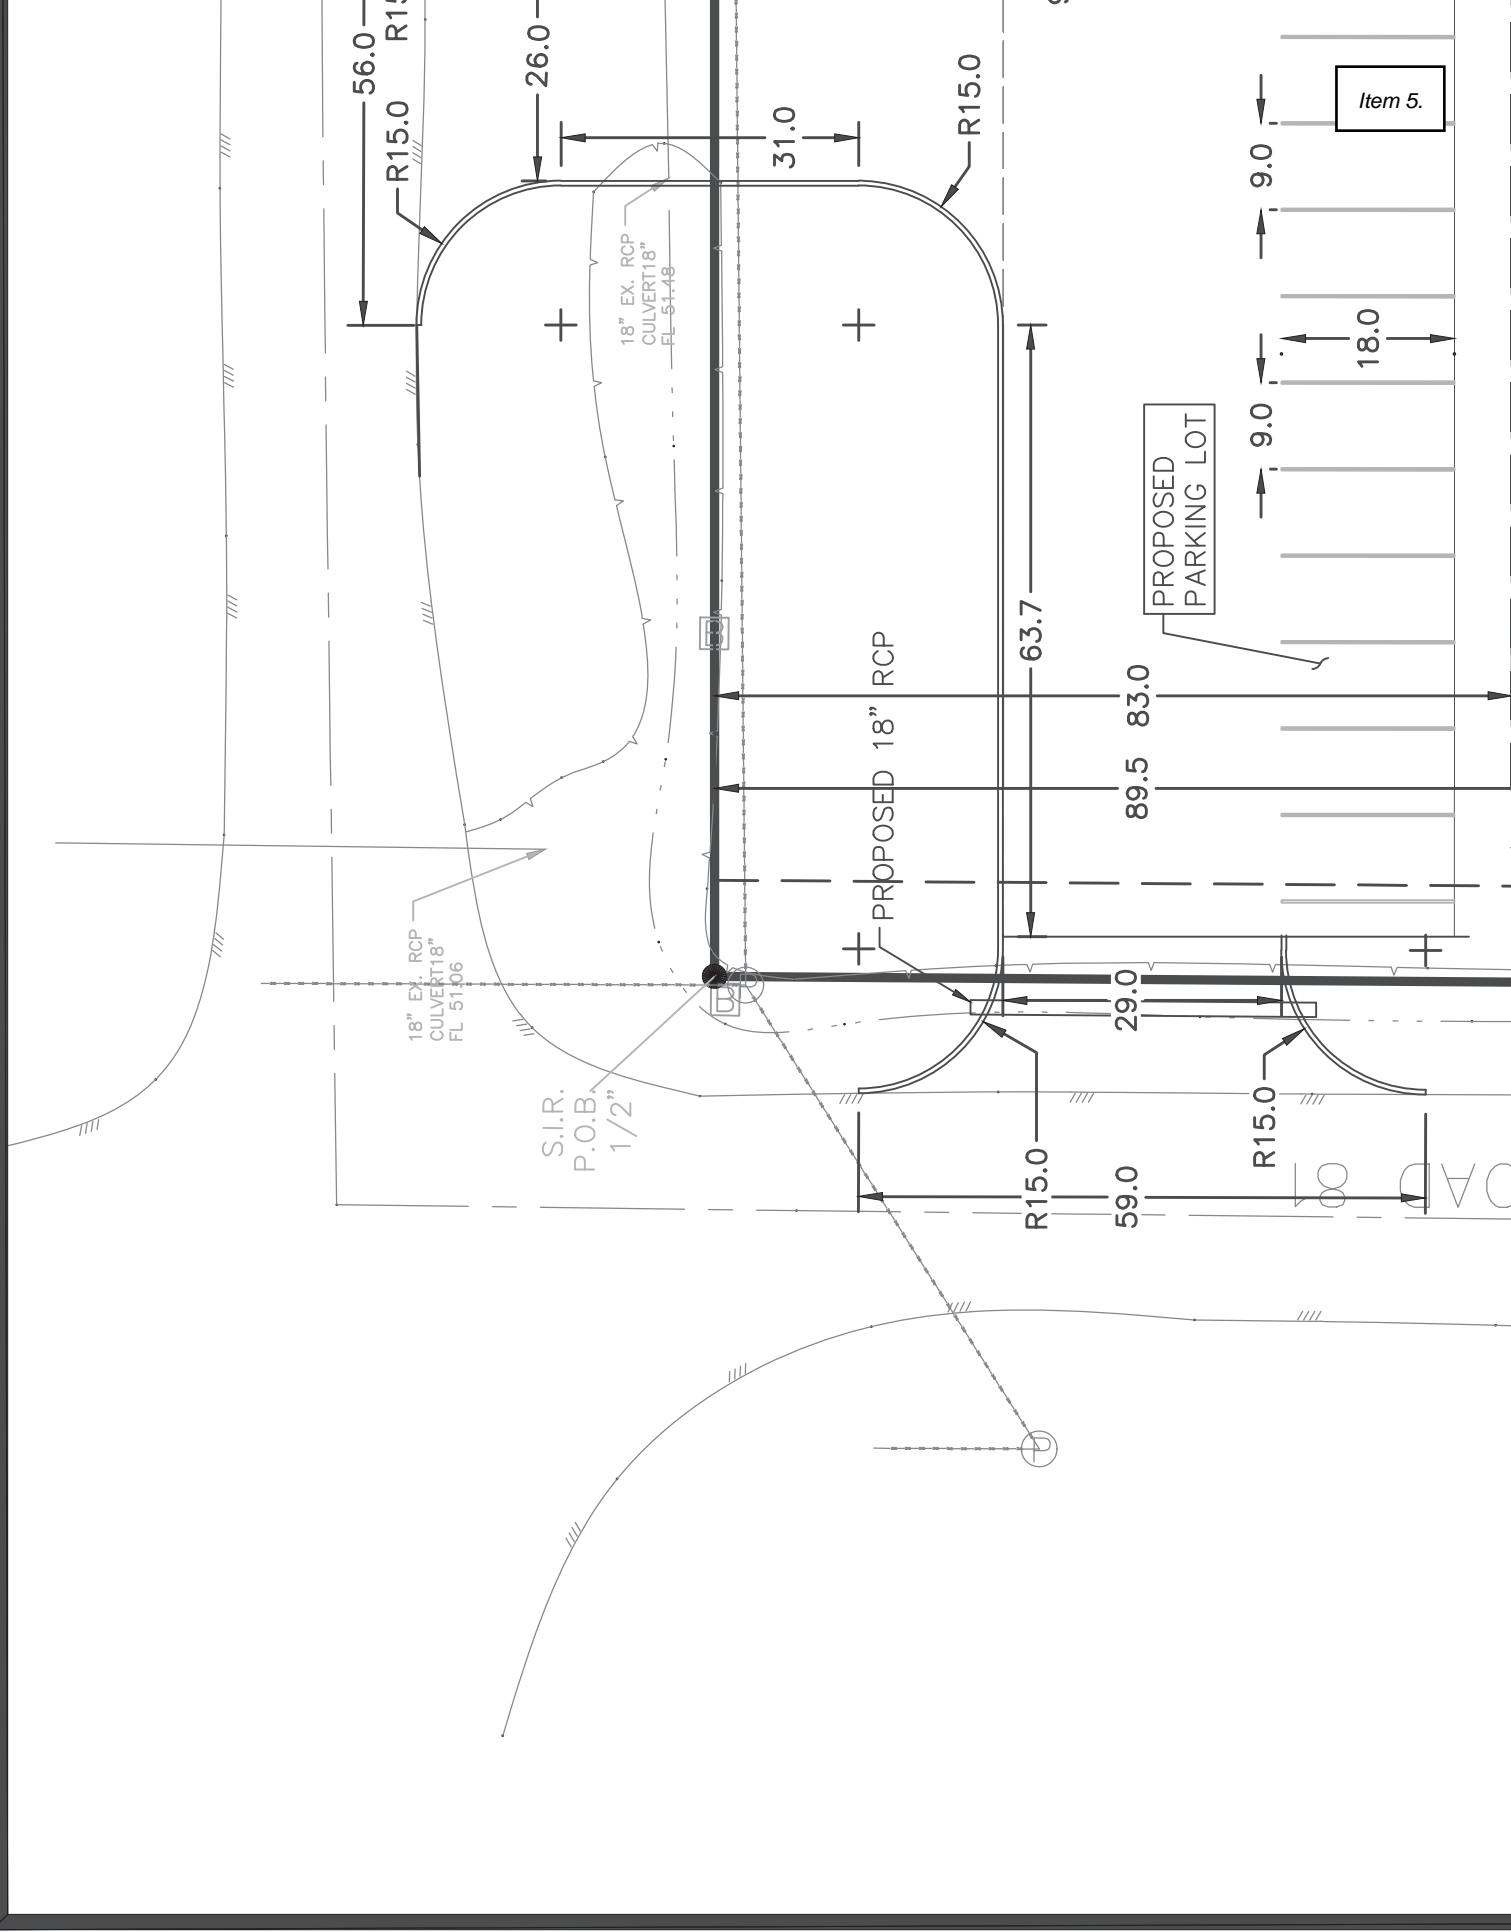 Item 5.
56.0
R15.0
26.0
31.0
R15.0
9.0
18.0
9.0
18" EX. RCP
CULVERT18"
FL 51.48
PROPOSED
PARKING LOT
B
63.7
83.0
89.5
PROPOSED 18" RCP
18" EX. RCP
CULVERT18"
FL 51.06
B
P
29.0
S.I.R.
P.O.B.
1/2"
R15.0
R15.0
59.0
P